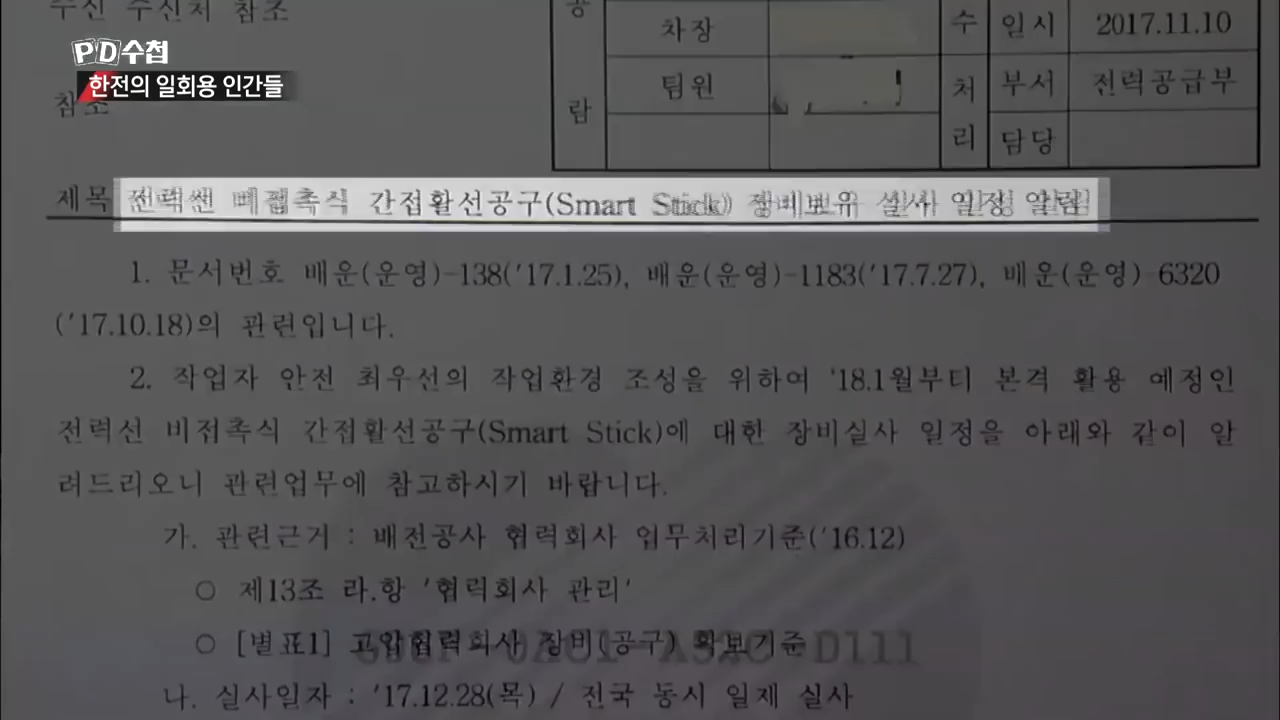 수신 수신처 참조
PD수첩
한전의 일회용 인간들
참조
공
람
차장
팀원
수
처
리
일시 2017.11.10
부서 전력공급부
담당
제목 전력선 비접촉식 간접활선공구(Smart Stick) 장비보유 실사 일정 알림
1. 문서번호 배운(운영)-138('17.1.25), 배운(운영)-1183('17.7.27), 배운(운영)-6320
('17.10.18)의 관련입니다.
2. 작업자 안전 최우선의 작업환경 조성을 위하여 '18.1월부터 본격 활용 예정인
전력선 비접촉식 간접활선공구(Smart Stick)에 대한 장비실사 일정을 아래와 같이 알
려드리오니 관련업무에 참고하시기 바랍니다.
가. 관련근거 : 배전공사 협력회사 업무처리기준('16.12)
○ 제13조 라.항 '협력회사 관리'
○ [별표1] 고압협력회사 장비(공구) 확보기준
나. 실사일자 : '17.12.28(목) / 전국 동시 일제 실사